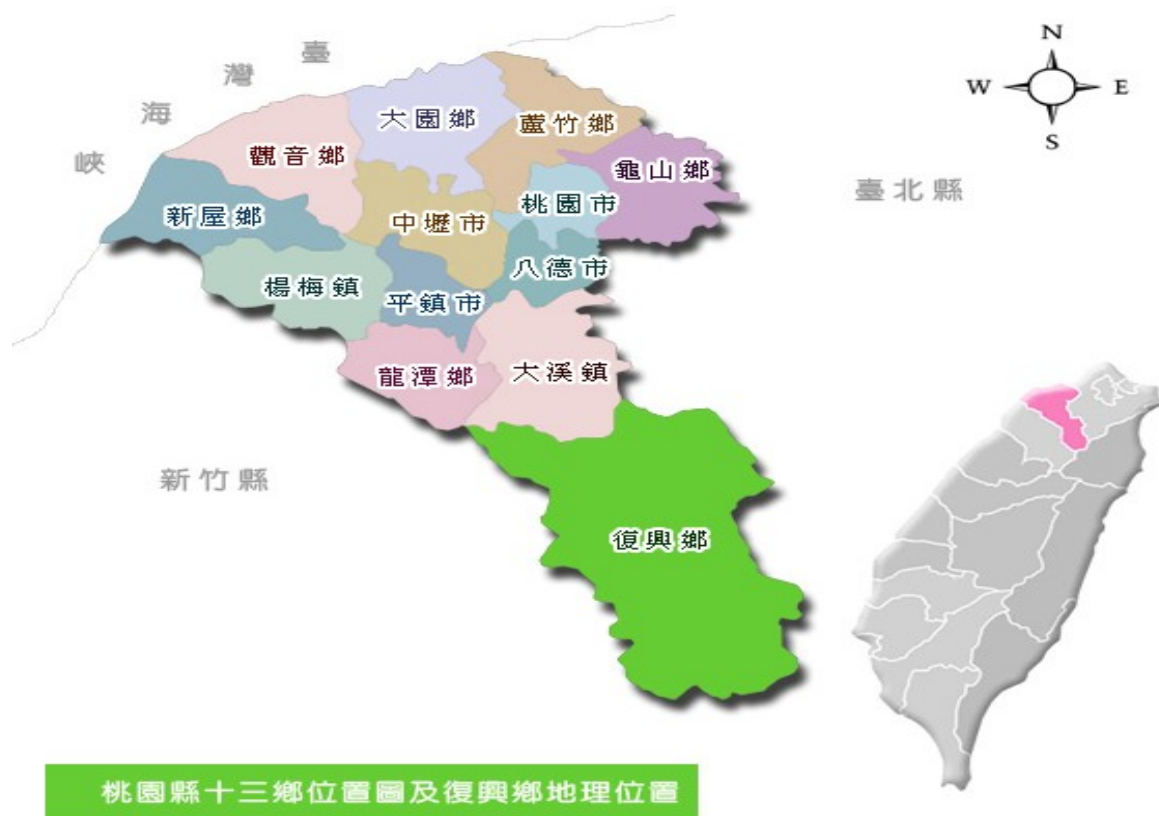 臺灣海峽
N
W E
S
大園鄉
蘆竹鄉
觀音鄉
龜山鄉
臺北縣
桃園市
新屋鄉
中壢市
八德市
楊梅鎮
平鎮市
龍潭鄉
大溪鎮
新竹縣
復興鄉
桃園縣十三鄉位置圖及復興鄉地理位置